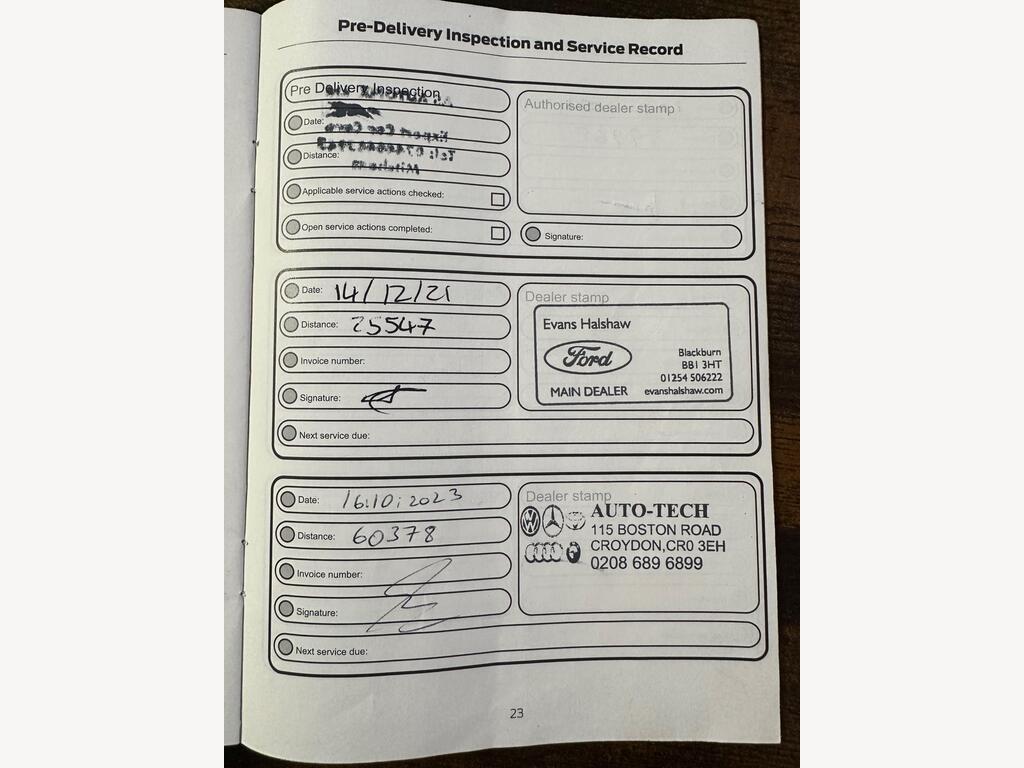 Pre-Delivery Inspection and Service Record
Pre Delivery Inspection
Date:
Distance:
Applicable service actions checked:
Open service actions completed:
Authorised dealer stamp
Signature:
Date: 14/12/21
Distance: 25547
Invoice number:
Signature:
Next service due:
Dealer stamp
Evans Halshaw
Ford
MAIN DEALER
Blackburn
BB1 3HT
01254 506222
evanshalshaw.com
Date: 16:10:2023
Distance: 60378
Invoice number:
Signature:
Next service due:
Dealer stamp
AUTO-TECH
115 BOSTON ROAD
CROYDON,CR0 3EH
0208 689 6899
23